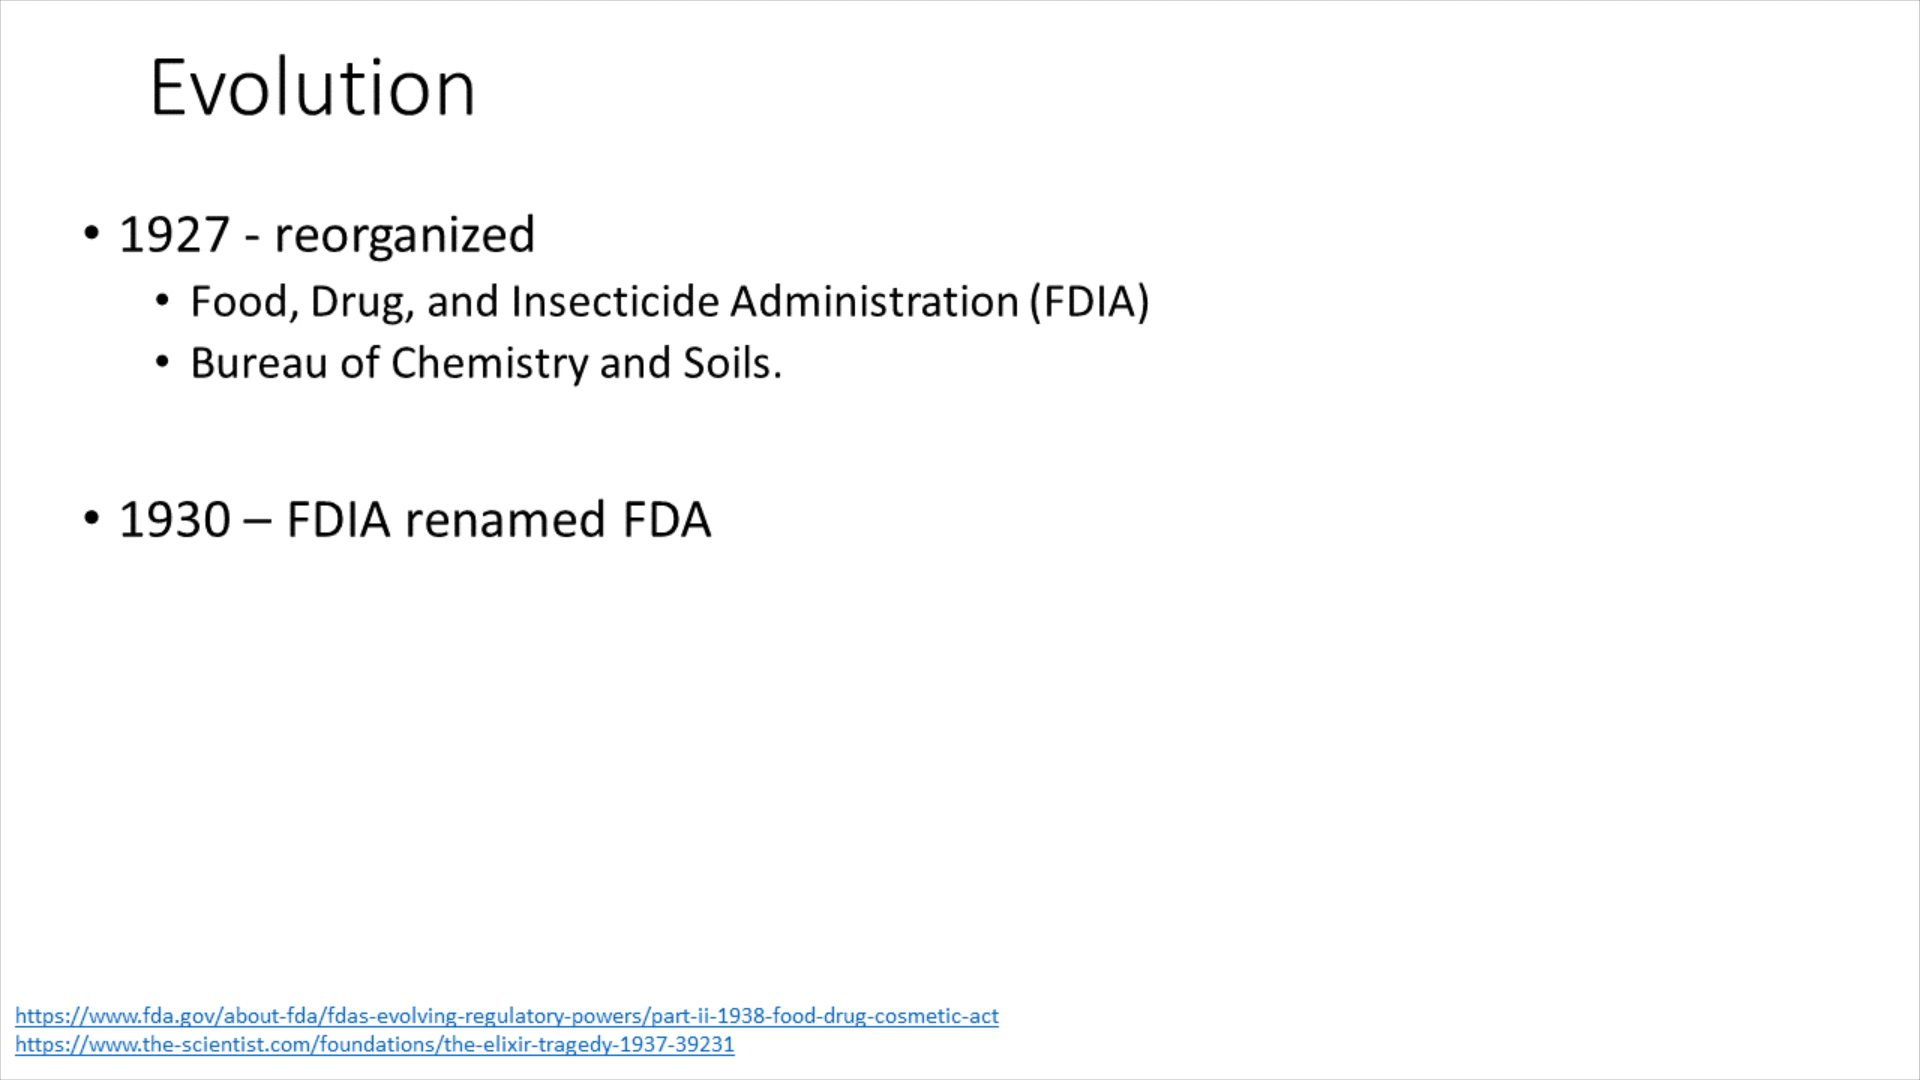 Evolution
• 1927 - reorganized
• Food, Drug, and Insecticide Administration (FDIA)
• Bureau of Chemistry and Soils.
• 1930 – FDIA renamed FDA
https://www.fda.gov/about-fda/fdas-evolving-regulatory-powers/part-ii-1938-food-drug-cosmetic-act
https://www.the-scientist.com/foundations/the-elixir-tragedy-1937-39231